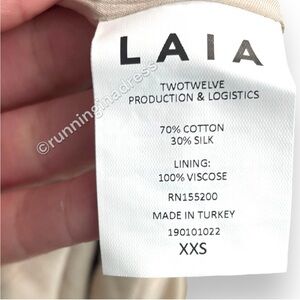 LAIA
TWOTWELVE
PRODUCTION & LOGISTICS
70% COTTON
30% SILK
LINING:
100% VISCOSE
RN155200
MADE IN TURKEY
190101022
XXS
©runninginadress